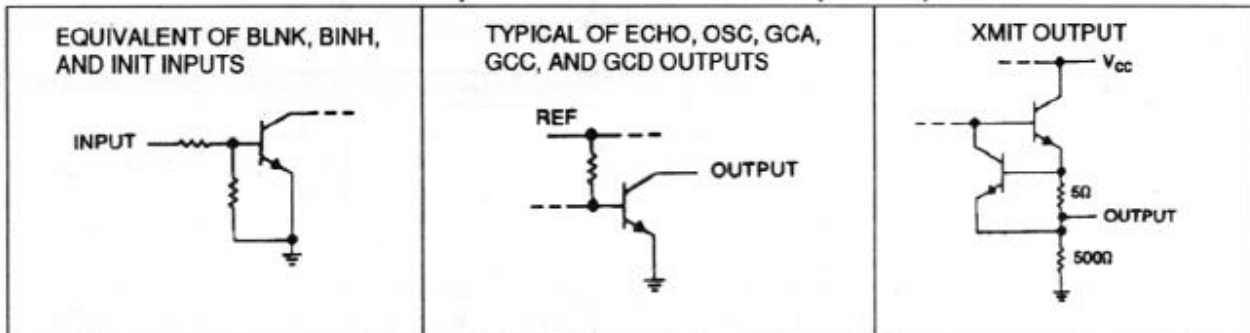 EQUIVALENT OF BLNK, BINH,
AND INIT INPUTS
INPUT
TYPICAL OF ECHO, OSC, GCA,
GCC, AND GCD OUTPUTS
REF
OUTPUT
XMIT OUTPUT
Vcc
5Ω
OUTPUT
500Ω